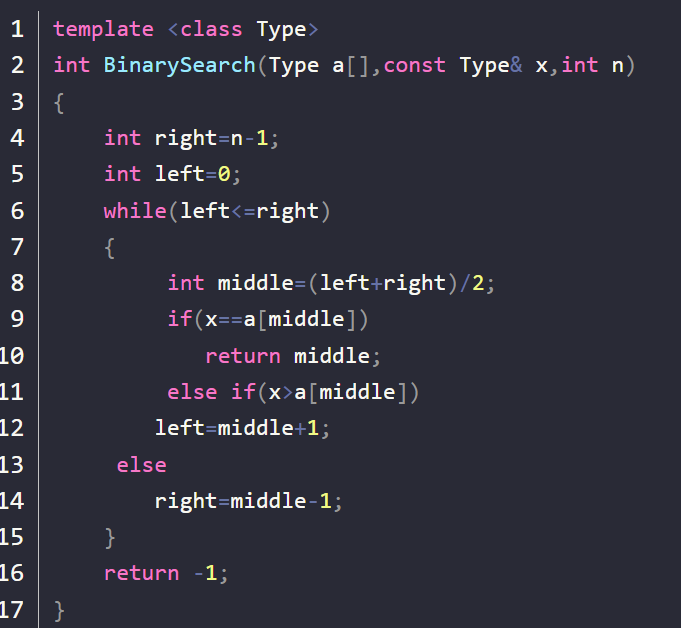 1 template <class Type>
2 int BinarySearch(Type a[],const Type& x,int n)
3 {
4     int right=n-1;
5     int left=0;
6     while(left<=right)
7     {
8          int middle=(left+right)/2;
9          if(x==a[middle])
10            return middle;
11         else if(x>a[middle])
12        left=middle+1;
13     else
14        right=middle-1;
15    }
16    return -1;
17 }